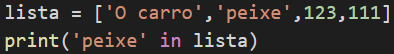 lista = ['O carro','peixe',123,111]
print('peixe' in lista)